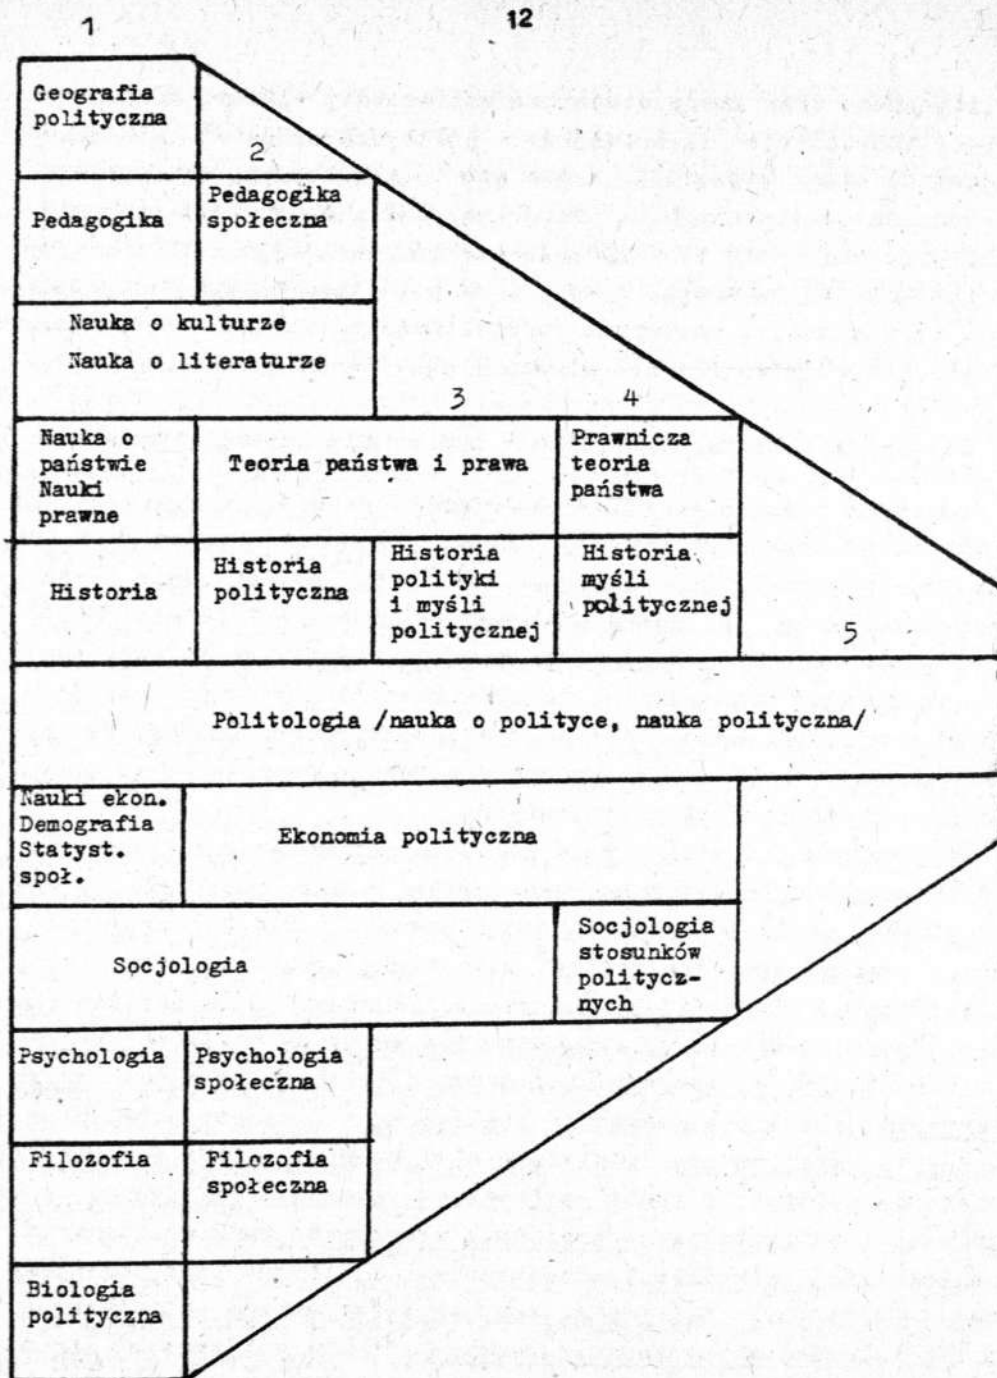 12
1
Geografia
polityczna
2
Pedagogika
Pedagogika
społeczna
Nauka o kulturze
Nauka o literaturze
3
4
Nauka o
państwie
Nauki
prawne
Teoria państwa i prawa
Prawnicza
teoria
państwa
Historia
Historia
polityczna
Historia
polityki
i myśli
politycznej
Historia
myśli
politycznej
5
Politologia /nauka o polityce, nauka polityczna/
Nauki ekon.
Demografia
Statyst.
społ.
Ekonomia polityczna
Socjologia
Socjologia
stosunków
politycz-
nych
Psychologia
Psychologia
społeczna
Filozofia
Filozofia
społeczna
Biologia
polityczna